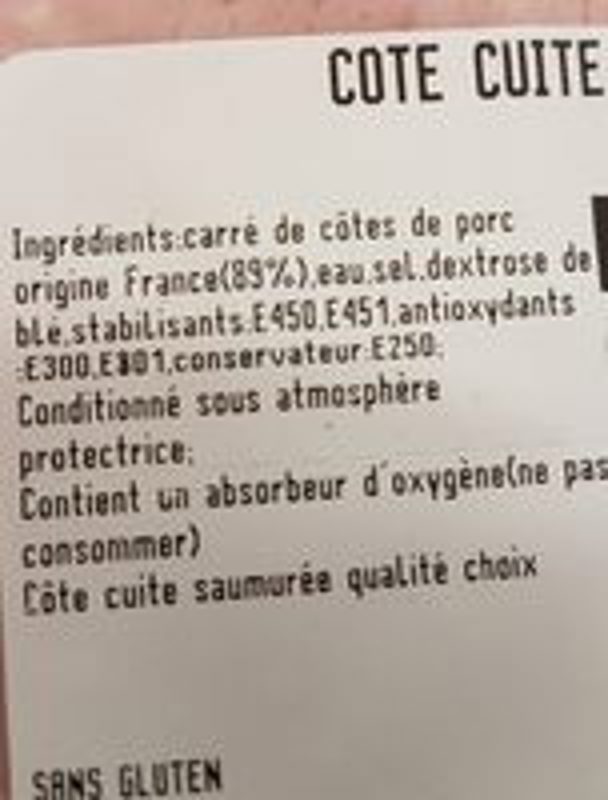 COTE CUITE
Ingrédients:carré de côtes de porc
origine France(89%),eau,sel,dextrose de
blé,stabilisants:E450,E451,antioxydants
:E300,E301,conservateur:E250;
Conditionné sous atmosphère
protectrice;
Contient un absorbeur d'oxygène(ne pas
consommer)
Côte cuite saumurée qualité choix
SANS GLUTEN